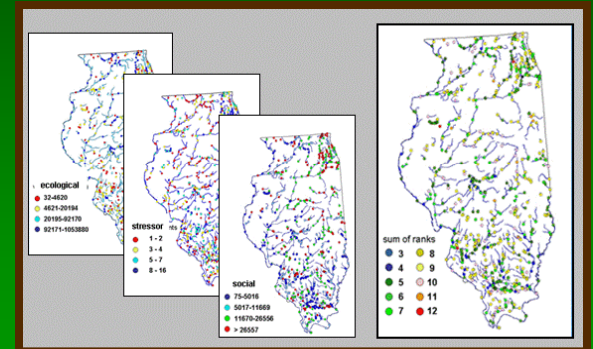 ecological
32-4620
4621-20194
20195-92170
92171-1053880
stressor
1 - 2
3 - 4
5 - 7
8 - 16
social
75-5016
5017-11669
11670-26556
> 26557
sum of ranks
3 8
4 9
5 10
6 11
7 12